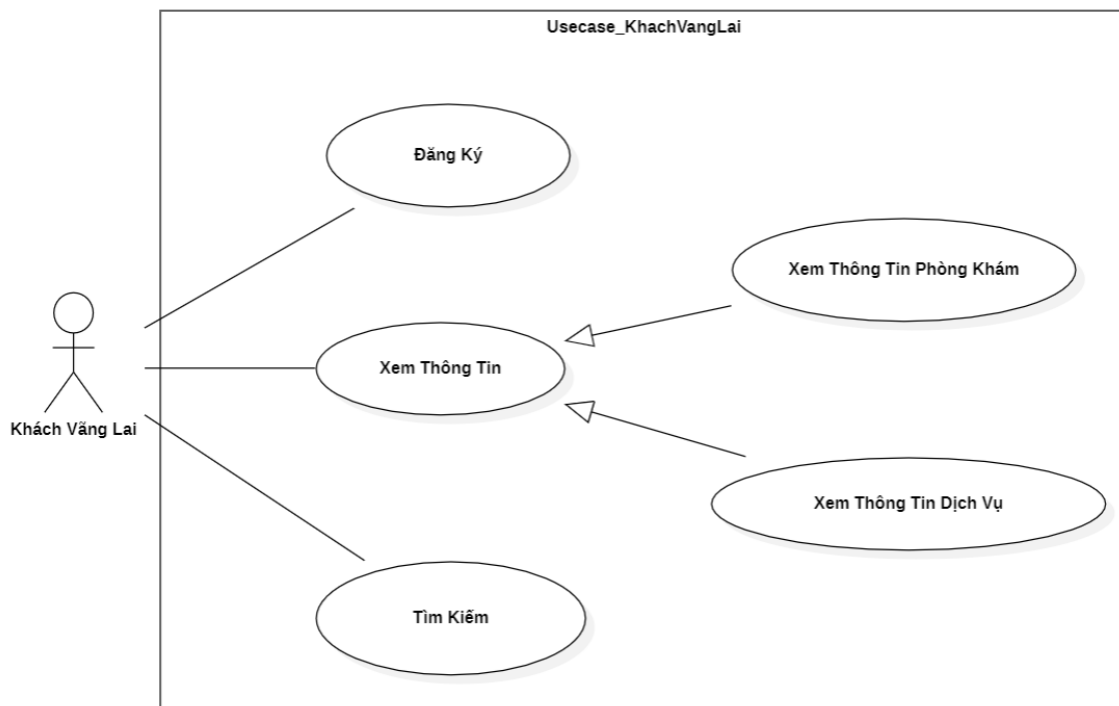 Usecase_KhachVangLai
Đăng Ký
Xem Thông Tin Phòng Khám
Xem Thông Tin
Khách Vãng Lai
Xem Thông Tin Dịch Vụ
Tìm Kiếm